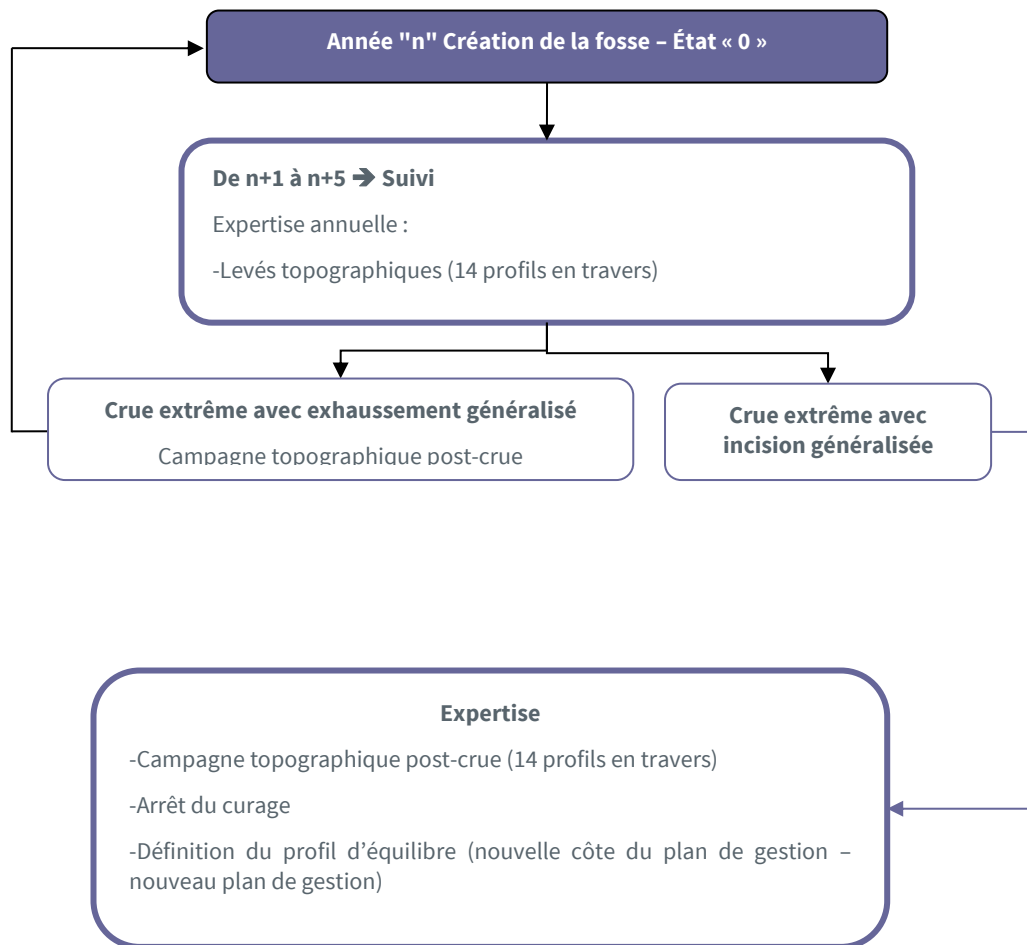 Année "n" Création de la fosse – État « 0 »
De n+1 à n+5 ➔ Suivi
Expertise annuelle :
-Levés topographiques (14 profils en travers)
Crue extrême avec exhaussement généralisé
Campagne topographique post-crue
Crue extrême avec
incision généralisée
Expertise
-Campagne topographique post-crue (14 profils en travers)
-Arrêt du curage
-Définition du profil d’équilibre (nouvelle côte du plan de gestion –
nouveau plan de gestion)